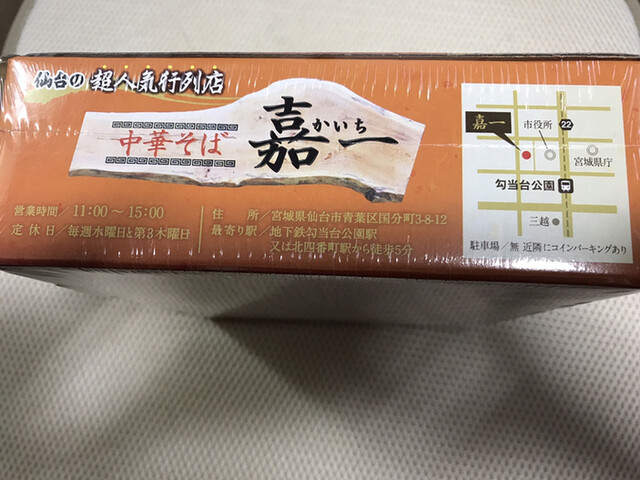 仙台の超人気行列店
中華そば
嘉一
かいち
営業時間/11:00～15:00
定休日/毎週水曜日と第3木曜日
住所/宮城県仙台市青葉区国分町3-8-12
最寄り駅/地下鉄勾当台公園駅
又は北四番町駅から徒歩5分
嘉一
市役所
22
宮城県庁
勾当台公園
三越
駐車場/無 近隣にコインパーキングあり